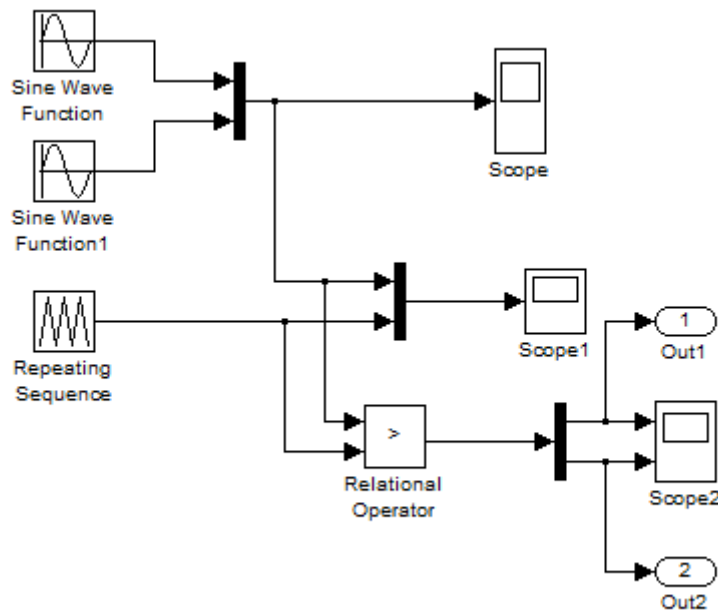 Sine Wave
Function
Scope
Sine Wave
Function1
Scope1
1
Out1
Repeating
Sequence
>
Relational
Operator
Scope2
2
Out2